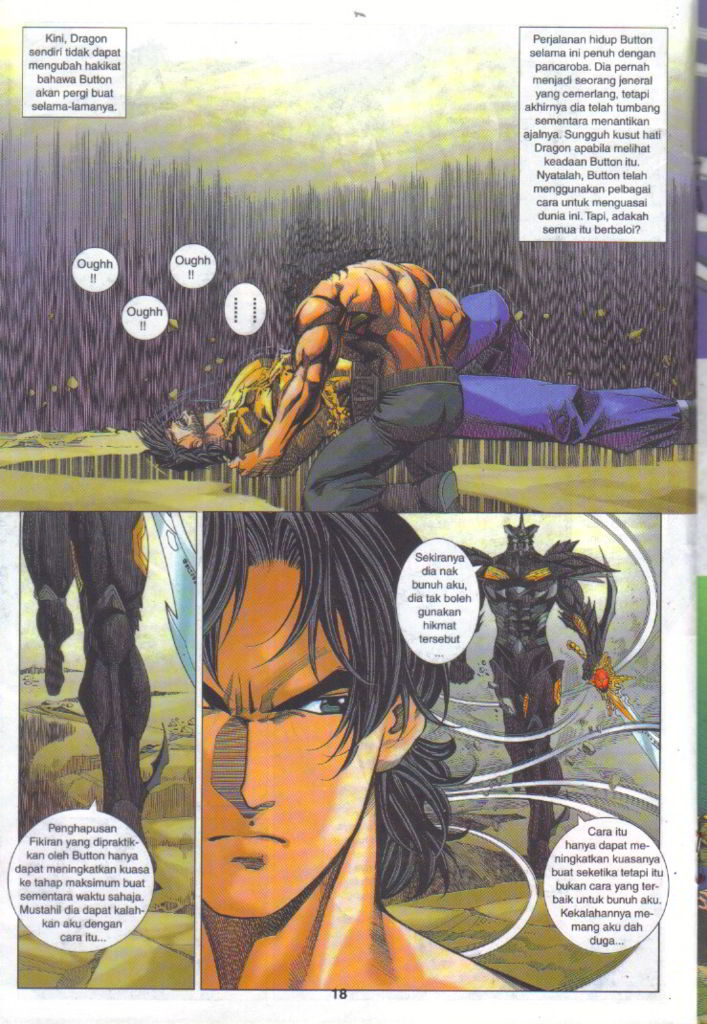 Kini, Dragon
sendiri tidak dapat
mengubah hakikat
bahawa Button
akan pergi buat
selama-lamanya.
Perjalanan hidup Button
selama ini penuh dengan
pancaroba. Dia pernah
menjadi seorang jeneral
yang cemerlang, tetapi
akhirnya dia telah tumbang
sementara menantikan
ajalnya. Sungguh kusut hati
Dragon apabila melihat
keadaan Button itu.
Nyatalah, Button telah
menggunakan pelbagai
cara untuk menguasai
dunia ini. Tapi, adakah
semua itu berbaloi?
Oughh
!!
Oughh
!!
Oughh
!!
Penghapusan
Fikiran yang dipraktik-
kan oleh Button hanya
dapat meningkatkan kuasa
ke tahap maksimum buat
sementara waktu sahaja.
Mustahil dia dapat kalah-
kan aku dengan
cara itu...
Sekiranya
dia nak
bunuh aku,
dia tak boleh
gunakan
hikmat
tersebut
...
Cara itu
hanya dapat me-
ningkatkan kuasanya
buat seketika tetapi itu
bukan cara yang ter-
baik untuk bunuh aku.
Kekalahannya me-
mang aku dah
duga...
18